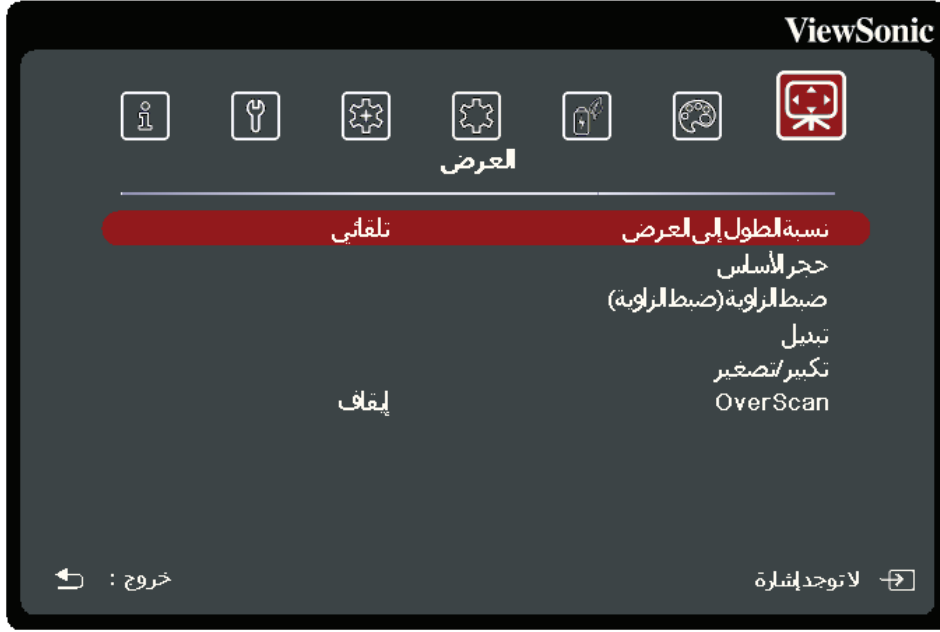 ViewSonic
العرض
نسبة الطول إلى العرض تلقائي
حجر الأساس
ضبط الزاوية (ضبط الزاوية)
تبديل
تكبير/تصغير
OverScan إيقاف
لا توجد إشارة خروج :